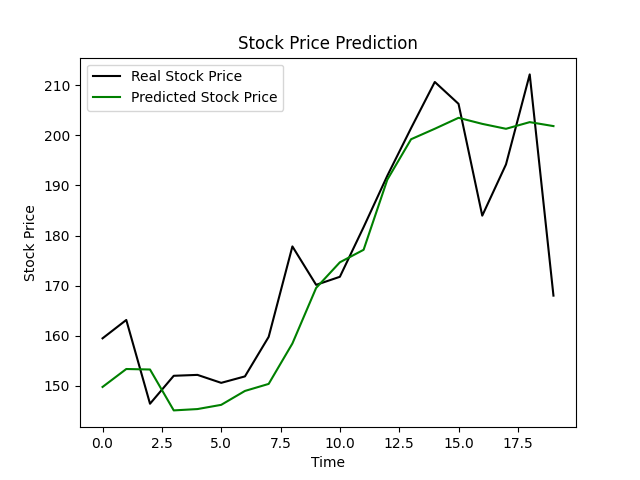 Stock Price Prediction
Real Stock Price
Predicted Stock Price
Stock Price
210
200
190
180
170
160
150
0.0 2.5 5.0 7.5 10.0 12.5 15.0 17.5
Time